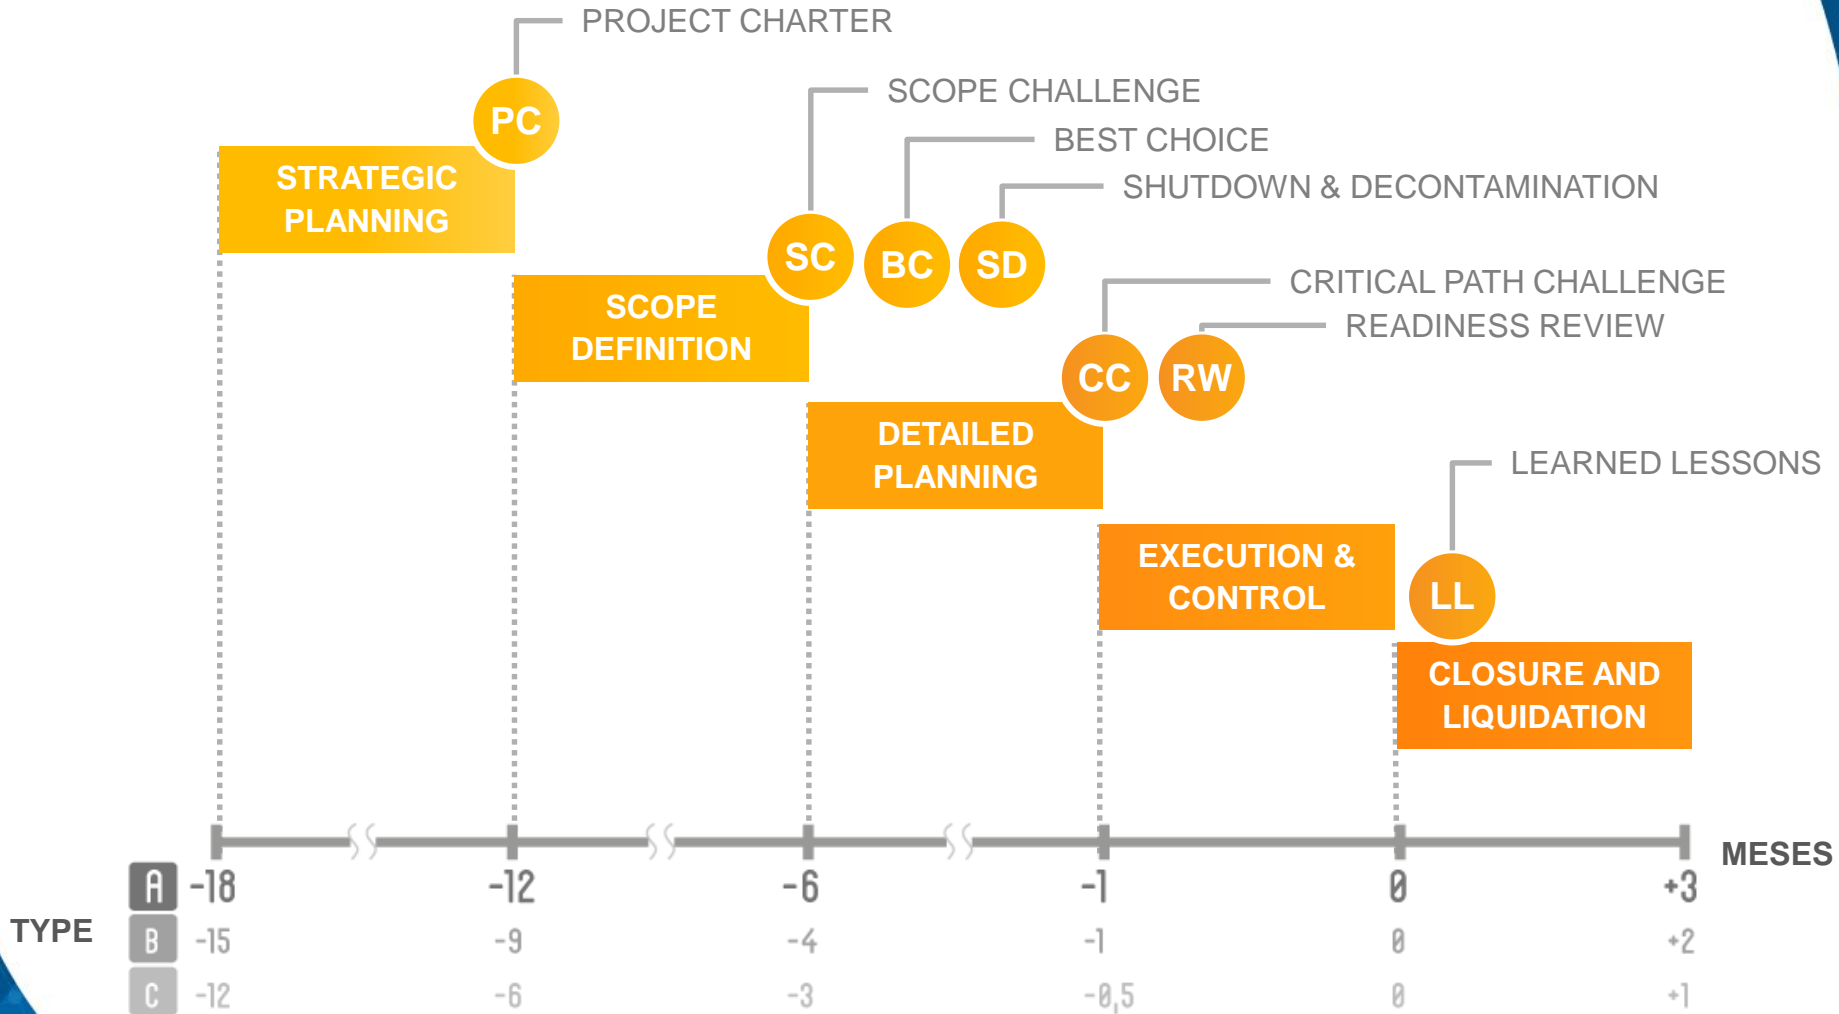 PROJECT CHARTER
PC
STRATEGIC
PLANNING
SCOPE CHALLENGE
BEST CHOICE
SHUTDOWN & DECONTAMINATION
SC
BC
SD
SCOPE
DEFINITION
CRITICAL PATH CHALLENGE
READINESS REVIEW
CC
RW
DETAILED
PLANNING
LEARNED LESSONS
EXECUTION &
CONTROL
LL
CLOSURE AND
LIQUIDATION
MESES
TYPE
A -18 -12 -6 -1 0 +3
B -15 -9 -4 -1 0 +2
C -12 -6 -3 -0,5 0 +1